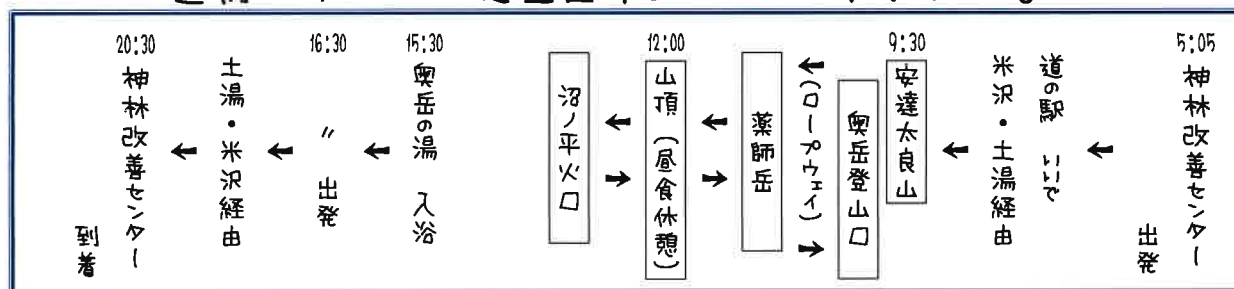 5:05
神林改善センター
出発
←
道の駅 いいで
米沢・土湯経由
←
9:30
安達太良山
奥岳登山口
←(ロープウェイ)→
薬師岳
← →
12:00
山頂(昼食休憩)
← →
沼ノ平火口
15:30
奥岳の湯 入浴
←
16:30
〃 出発
←
土湯・米沢経由
←
20:30
神林改善センター
到着